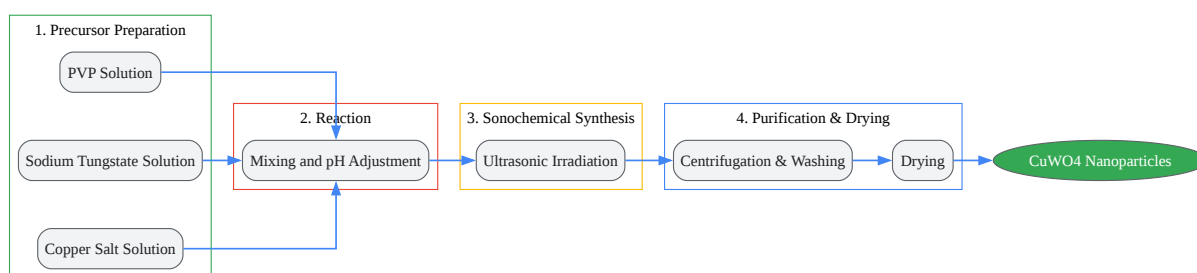 1. Precursor Preparation
PVP Solution
Sodium Tungstate Solution
Copper Salt Solution
2. Reaction
Mixing and pH Adjustment
3. Sonochemical Synthesis
Ultrasonic Irradiation
4. Purification & Drying
Centrifugation & Washing
Drying
CuWO4 Nanoparticles